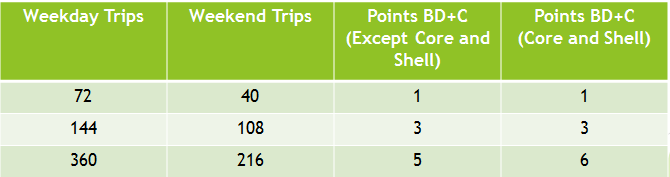 Weekday Trips Weekend Trips Points BD+C Points BD+C
(Except Core and (Core and Shell)
Shell)
72 40 1 1
144 108 3 3
360 216 5 6